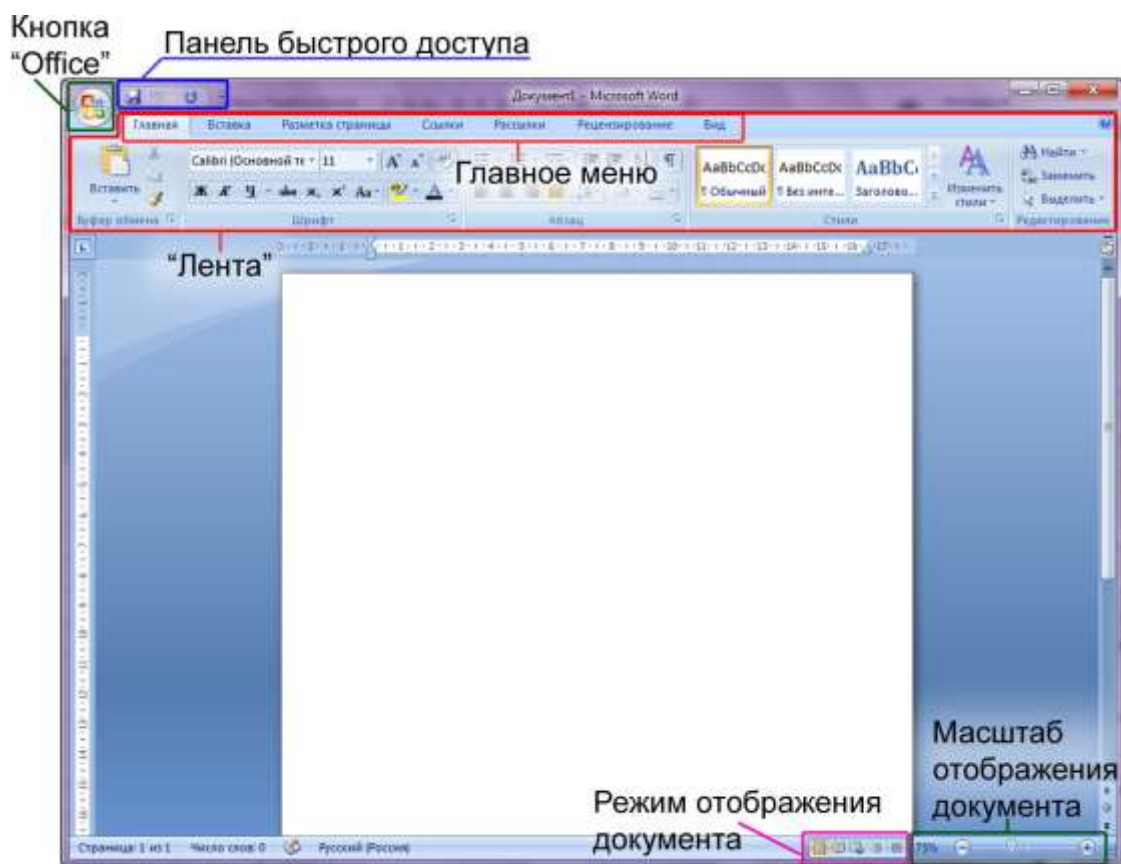 Кнопка
“Office”
Панель быстрого доступа
Документ1 - Microsoft Word
Главная Вставка Разметка страницы Ссылки Рассылки Рецензирование Вид
Вставить
Буфер обмена
Calibri (Основной те 11
Ж К Ч abc x, x² Aa
Шрифт
Главное меню
Абзац
AaBbCcDc AaBbCcDc AaBbC
¶ Обычный ¶ Без инте... Заголово...
Изменить
стили
Стили
Найти
Заменить
Выделить
Редактирование
“Лента”
Масштаб
отображения
документа
Режим отображения
документа
Страница: 1 из 1 Число слов: 0 Русский (Россия) 75%